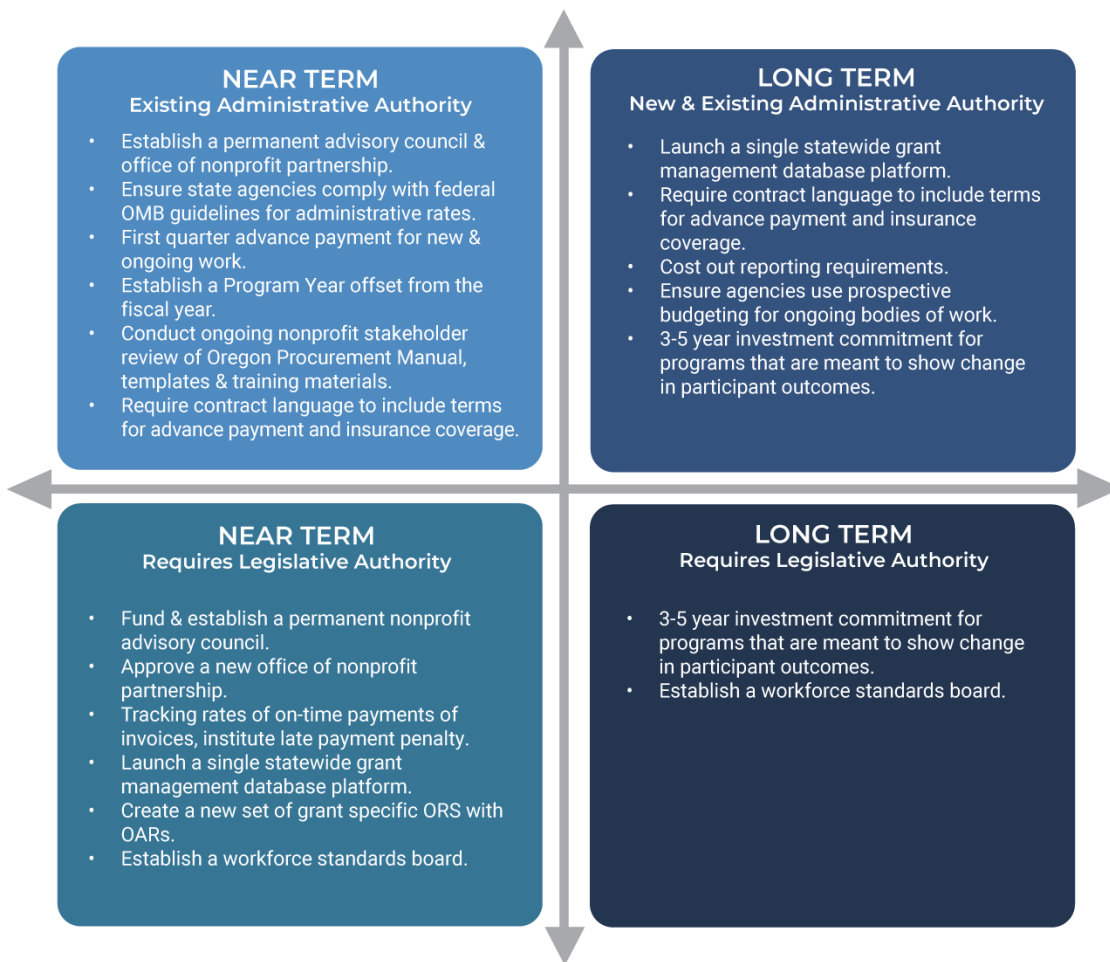 NEAR TERM
Existing Administrative Authority
• Establish a permanent advisory council &
office of nonprofit partnership.
• Ensure state agencies comply with federal
OMB guidelines for administrative rates.
• First quarter advance payment for new &
ongoing work.
• Establish a Program Year offset from the
fiscal year.
• Conduct ongoing nonprofit stakeholder
review of Oregon Procurement Manual,
templates & training materials.
• Require contract language to include terms
for advance payment and insurance coverage.
LONG TERM
New & Existing Administrative Authority
• Launch a single statewide grant
management database platform.
• Require contract language to include terms
for advance payment and insurance
coverage.
• Cost out reporting requirements.
• Ensure agencies use prospective
budgeting for ongoing bodies of work.
• 3-5 year investment commitment for
programs that are meant to show change
in participant outcomes.
NEAR TERM
Requires Legislative Authority
• Fund & establish a permanent nonprofit
advisory council.
• Approve a new office of nonprofit
partnership.
• Tracking rates of on-time payments of
invoices, institute late payment penalty.
• Launch a single statewide grant
management database platform.
• Create a new set of grant specific ORS with
OARs.
• Establish a workforce standards board.
LONG TERM
Requires Legislative Authority
• 3-5 year investment commitment for
programs that are meant to show change
in participant outcomes.
• Establish a workforce standards board.